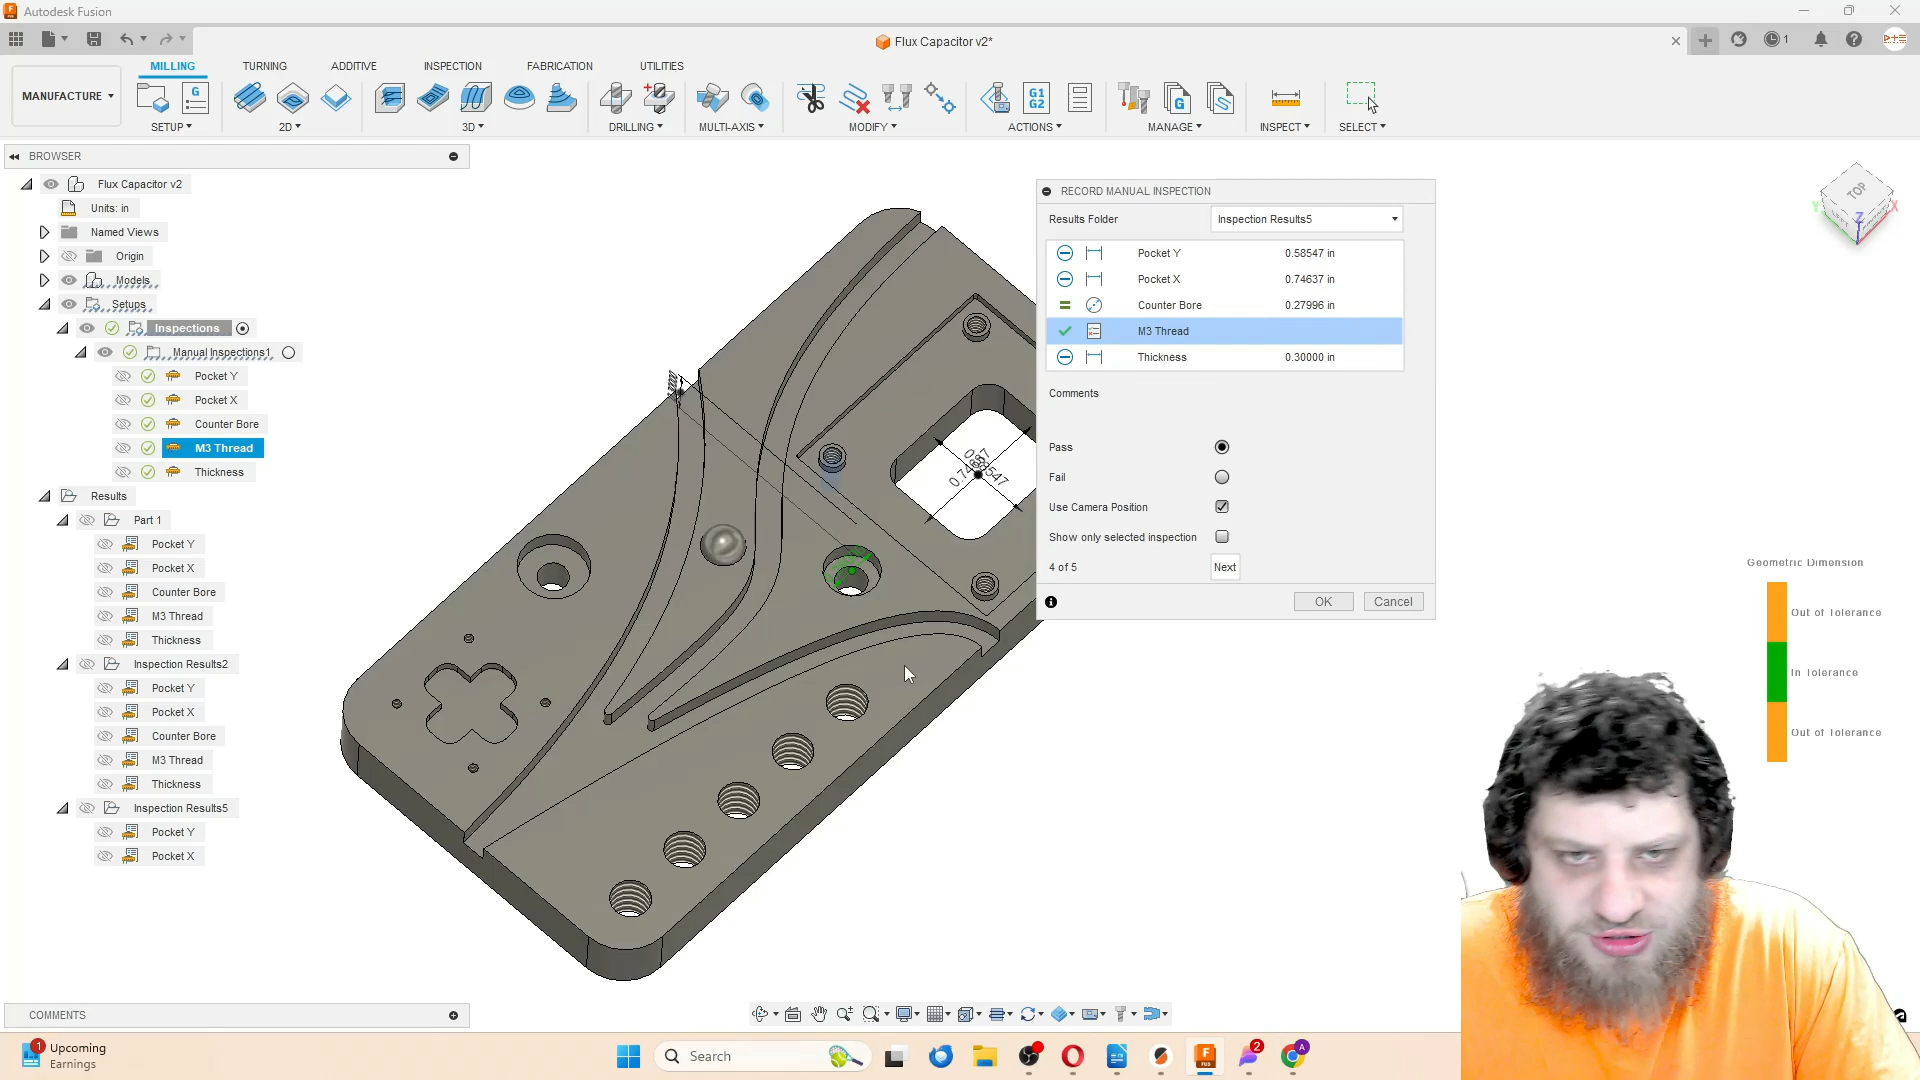 Autodesk Fusion
Flux Capacitor v2*
1
MANUFACTURE
MILLING
TURNING
ADDITIVE
INSPECTION
FABRICATION
UTILITIES
G1
G2
SETUP
2D
3D
DRILLING
MULTI-AXIS
MODIFY
ACTIONS
MANAGE
INSPECT
SELECT
BROWSER
Flux Capacitor v2
Units: in
Named Views
Origin
Models
Setups
Inspections
Manual Inspections1
Pocket Y
Pocket X
Counter Bore
M3 Thread
Thickness
Results
Part 1
Pocket Y
Pocket X
Counter Bore
M3 Thread
Thickness
Inspection Results2
Pocket Y
Pocket X
Counter Bore
M3 Thread
Thickness
Inspection Results5
Pocket Y
Pocket X
RECORD MANUAL INSPECTION
Results Folder
Inspection Results5
Pocket Y 0.58547 in
Pocket X 0.74637 in
Counter Bore 0.27996 in
M3 Thread
Thickness 0.30000 in
Comments
Pass
Fail
Use Camera Position
Show only selected inspection
4 of 5
Next
OK
Cancel
TOP
Y
Z
X
Geometric Dimension
Out of Tolerance
In Tolerance
Out of Tolerance
COMMENTS
1
Upcoming
Earnings
Search
2
A